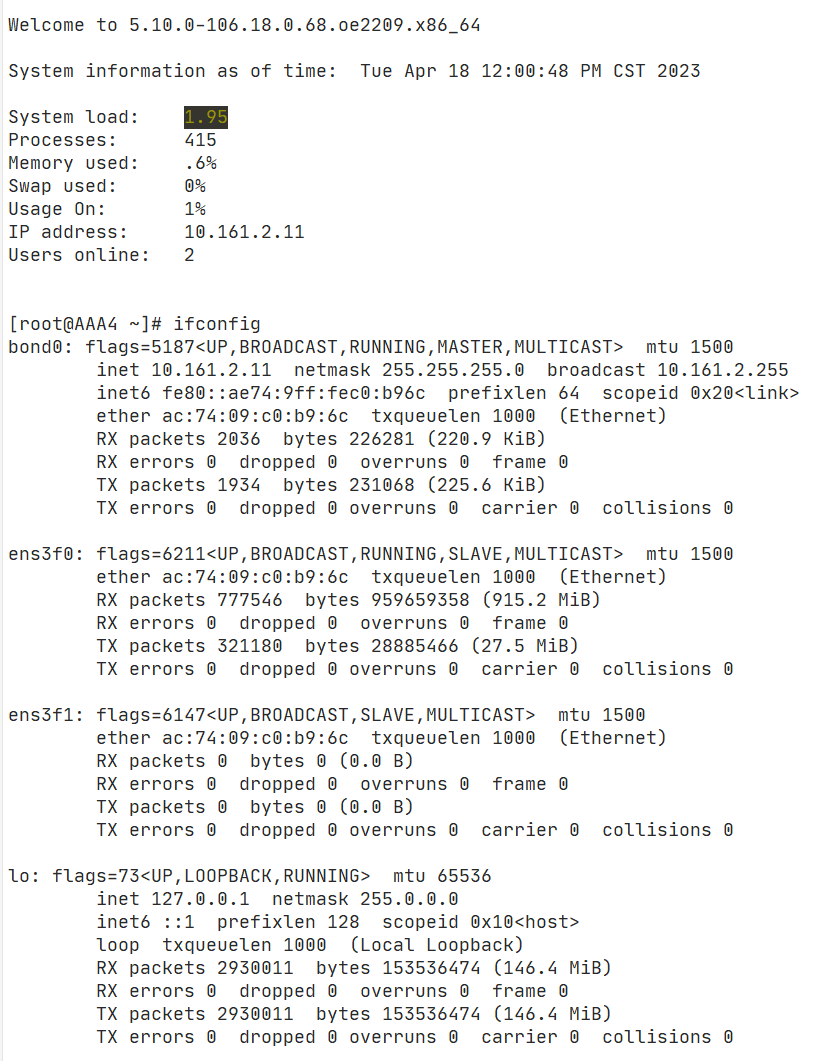 Welcome to 5.10.0-106.18.0.68.oe2209.x86_64
System information as of time:  Tue Apr 18 12:00:48 PM CST 2023
System load:    1.95
Processes:      415
Memory used:    .6%
Swap used:      0%
Usage On:       1%
IP address:     10.161.2.11
Users online:   2
[root@AAA4 ~]# ifconfig
bond0: flags=5187<UP,BROADCAST,RUNNING,MASTER,MULTICAST>  mtu 1500
        inet 10.161.2.11  netmask 255.255.255.0  broadcast 10.161.2.255
        inet6 fe80::ae74:9ff:fec0:b96c  prefixlen 64  scopeid 0x20<link>
        ether ac:74:09:c0:b9:6c  txqueuelen 1000  (Ethernet)
        RX packets 2036  bytes 226281 (220.9 KiB)
        RX errors 0  dropped 0  overruns 0  frame 0
        TX packets 1934  bytes 231068 (225.6 KiB)
        TX errors 0  dropped 0 overruns 0  carrier 0  collisions 0
ens3f0: flags=6211<UP,BROADCAST,RUNNING,SLAVE,MULTICAST>  mtu 1500
        ether ac:74:09:c0:b9:6c  txqueuelen 1000  (Ethernet)
        RX packets 777546  bytes 959659358 (915.2 MiB)
        RX errors 0  dropped 0  overruns 0  frame 0
        TX packets 321180  bytes 28885466 (27.5 MiB)
        TX errors 0  dropped 0 overruns 0  carrier 0  collisions 0
ens3f1: flags=6147<UP,BROADCAST,SLAVE,MULTICAST>  mtu 1500
        ether ac:74:09:c0:b9:6c  txqueuelen 1000  (Ethernet)
        RX packets 0  bytes 0 (0.0 B)
        RX errors 0  dropped 0  overruns 0  frame 0
        TX packets 0  bytes 0 (0.0 B)
        TX errors 0  dropped 0 overruns 0  carrier 0  collisions 0
lo: flags=73<UP,LOOPBACK,RUNNING>  mtu 65536
        inet 127.0.0.1  netmask 255.0.0.0
        inet6 ::1  prefixlen 128  scopeid 0x10<host>
        loop  txqueuelen 1000  (Local Loopback)
        RX packets 2930011  bytes 153536474 (146.4 MiB)
        RX errors 0  dropped 0  overruns 0  frame 0
        TX packets 2930011  bytes 153536474 (146.4 MiB)
        TX errors 0  dropped 0 overruns 0  carrier 0  collisions 0